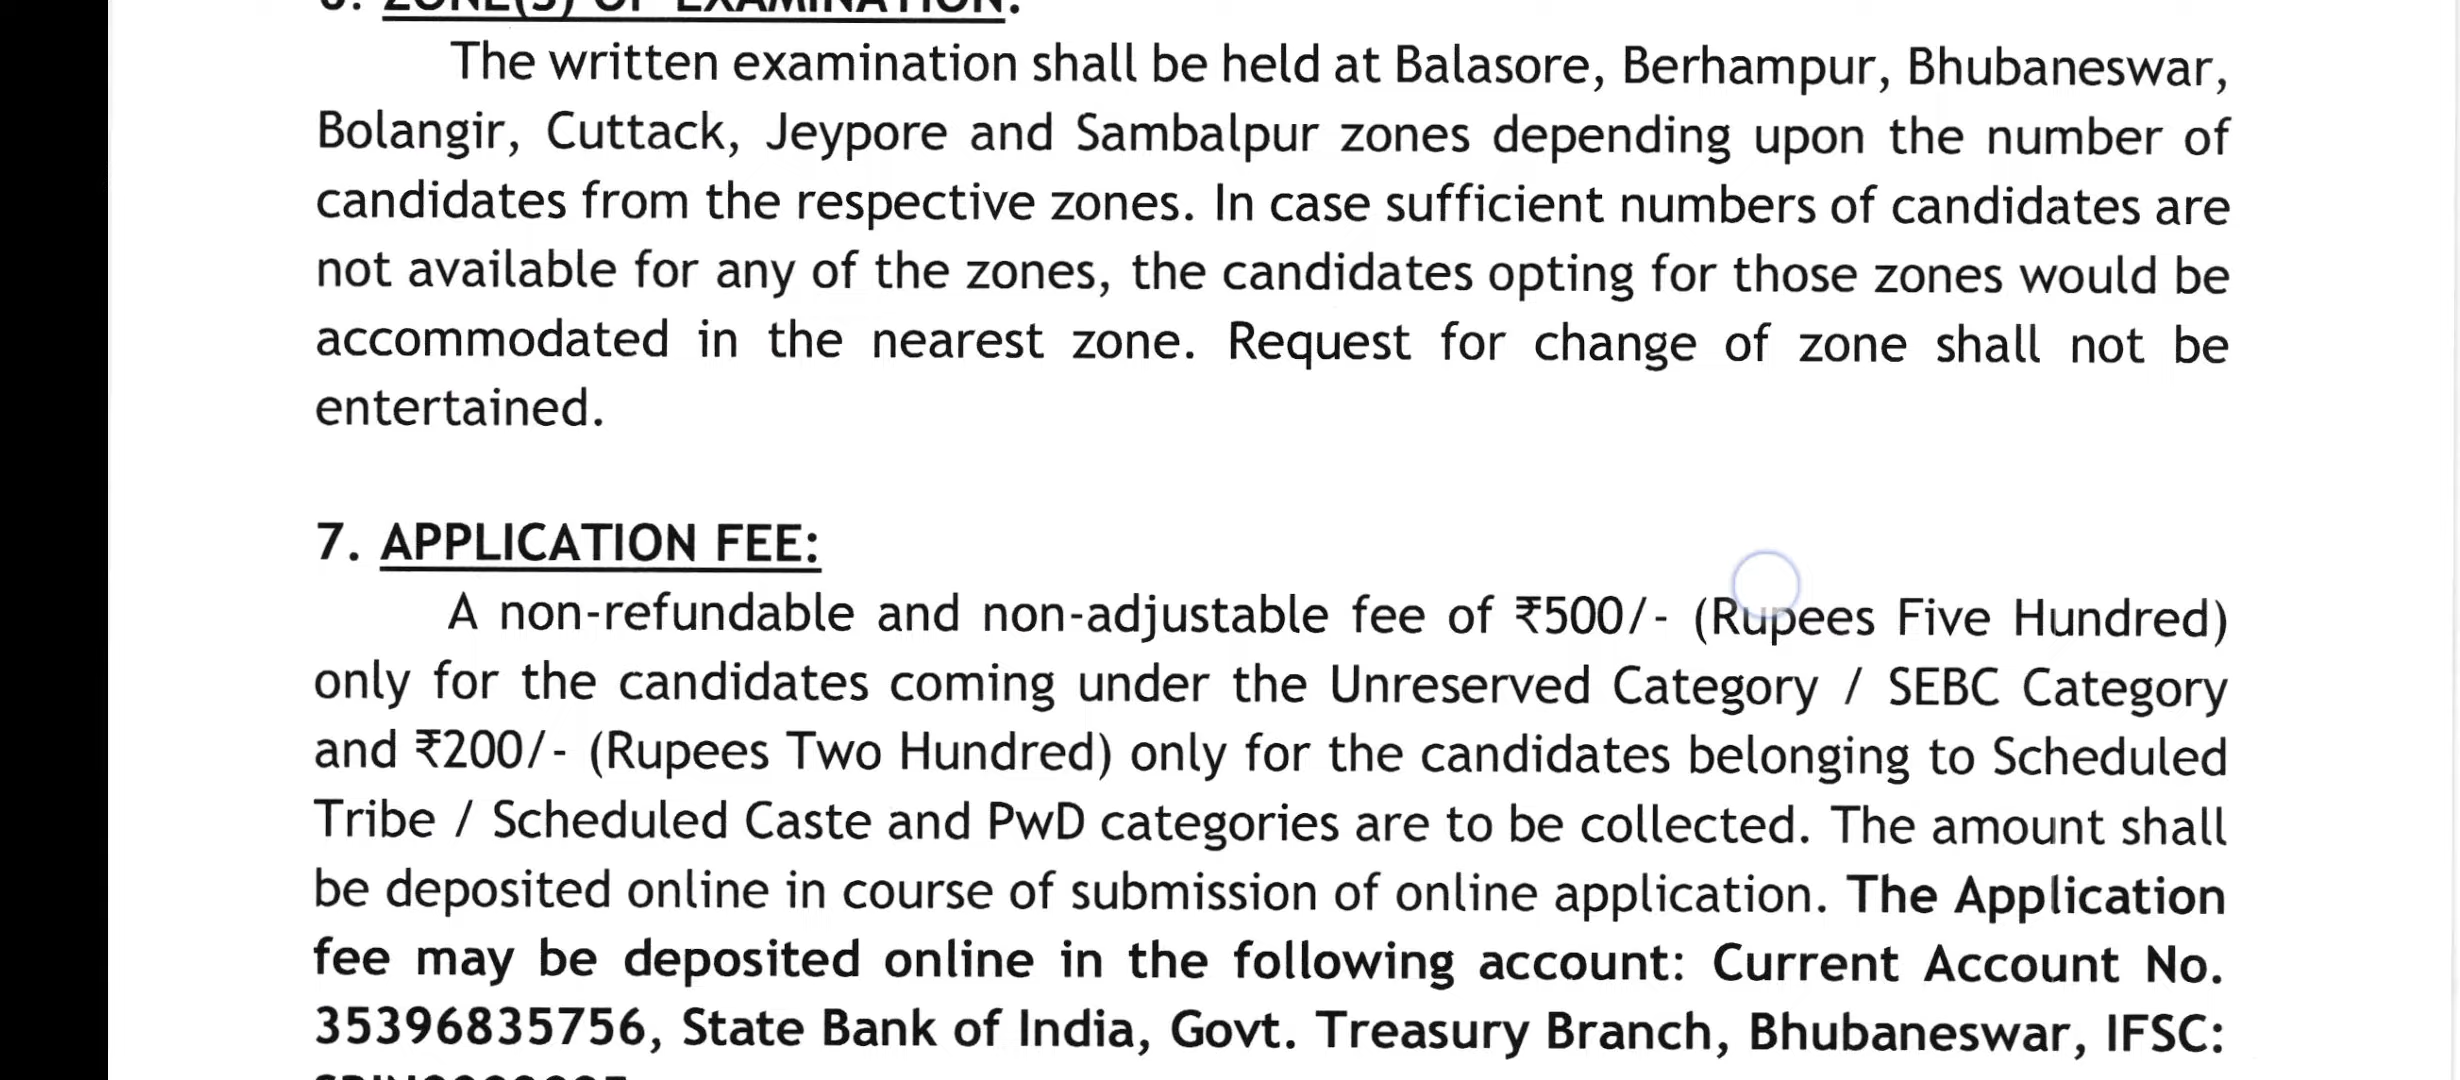 6. ZONE(S) OF EXAMINATION:
The written examination shall be held at Balasore, Berhampur, Bhubaneswar,
Bolangir, Cuttack, Jeypore and Sambalpur zones depending upon the number of
candidates from the respective zones. In case sufficient numbers of candidates are
not available for any of the zones, the candidates opting for those zones would be
accommodated in the nearest zone. Request for change of zone shall not be
entertained.
7. APPLICATION FEE:
A non-refundable and non-adjustable fee of ₹500/- (Rupees Five Hundred)
only for the candidates coming under the Unreserved Category / SEBC Category
and ₹200/- (Rupees Two Hundred) only for the candidates belonging to Scheduled
Tribe / Scheduled Caste and PwD categories are to be collected. The amount shall
be deposited online in course of submission of online application. The Application
fee may be deposited online in the following account: Current Account No.
35396835756, State Bank of India, Govt. Treasury Branch, Bhubaneswar, IFSC: